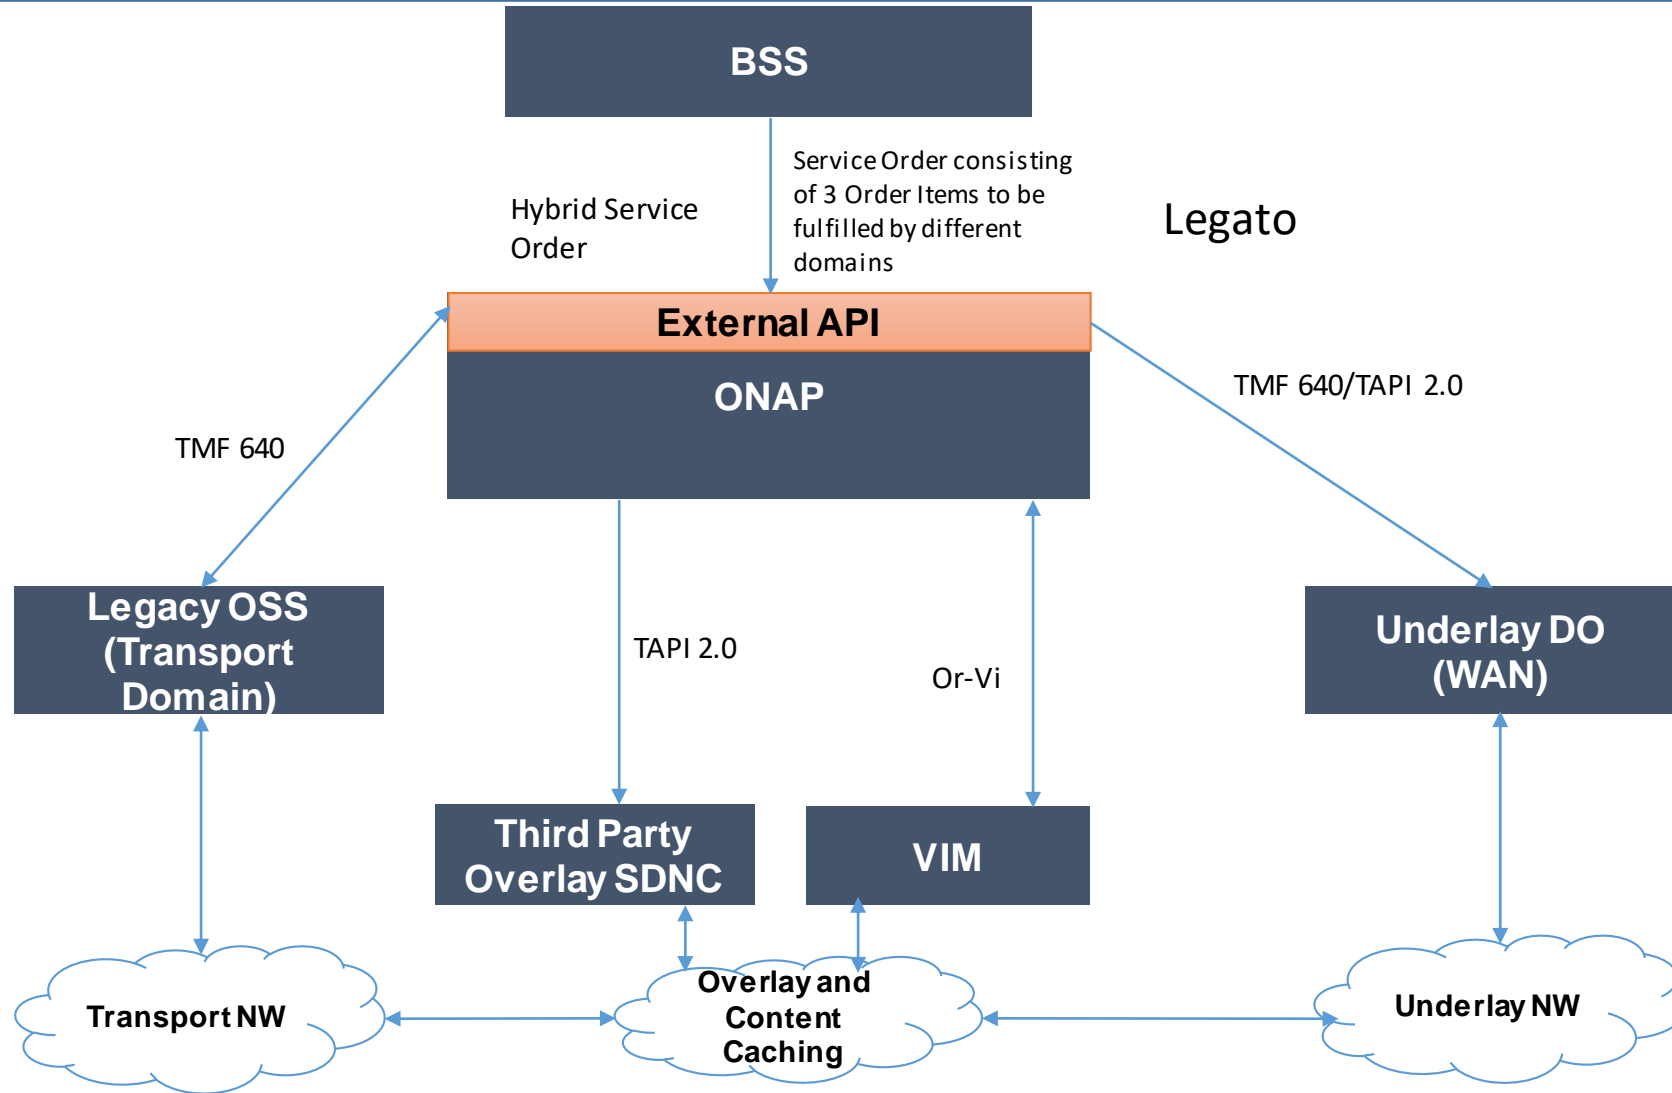 BSS
Service Order consisting
of 3 Order Items to be
fulfilled by different
domains
Hybrid Service
Order
Legato
External API
ONAP
TMF 640/TAPI 2.0
TMF 640
Legacy OSS
(Transport
Domain)
TAPI 2.0
Or-Vi
Underlay DO
(WAN)
Third Party
Overlay SDNC
VIM
Transport NW
Overlay and
Content
Caching
Underlay NW